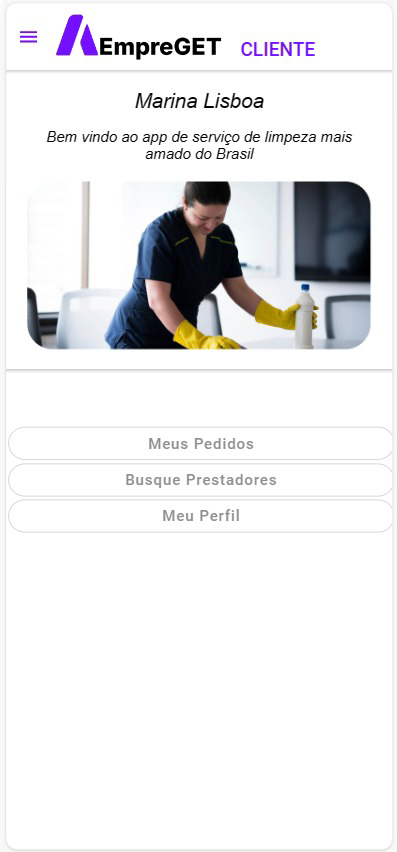 EmpreGET CLIENTE
Marina Lisboa
Bem vindo ao app de serviço de limpeza mais
amado do Brasil
Meus Pedidos
Busque Prestadores
Meu Perfil